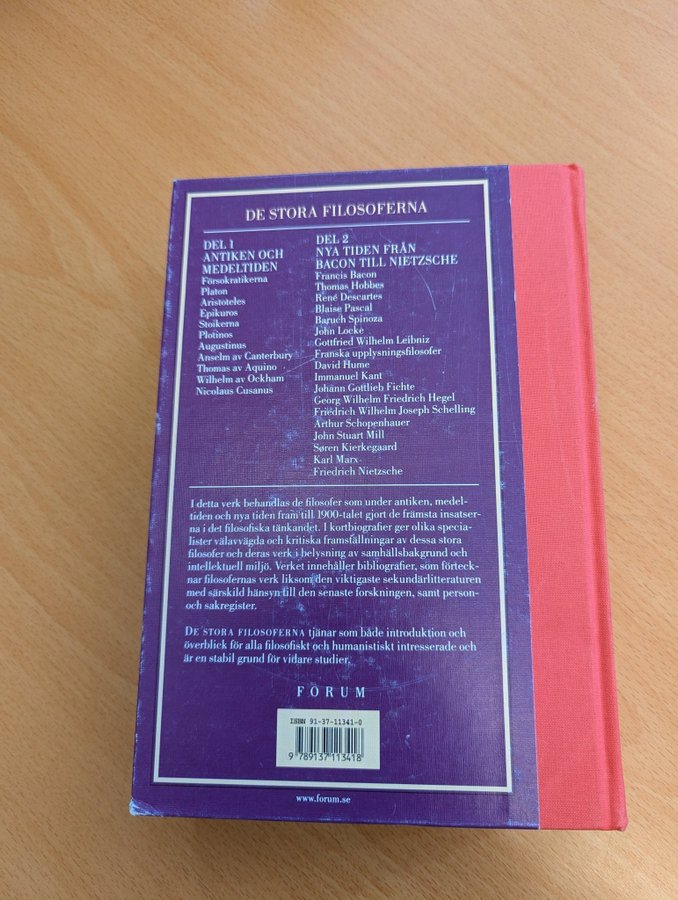 DE STORA FILOSOFERNA
DEL 1
ANTIKEN OCH
MEDELTIDEN
Försokratikerna
Platon
Aristoteles
Epikuros
Stoikerna
Plotinos
Augustinus
Anselm av Canterbury
Thomas av Aquino
Wilhelm av Ockham
Nicolaus Cusanus
DEL 2
NYA TIDEN FRÅN
BACON TILL NIETZSCHE
Francis Bacon
Thomas Hobbes
René Descartes
Blaise Pascal
Baruch Spinoza
John Locke
Gottfried Wilhelm Leibniz
Franska upplysningsfilosofer
David Hume
Immanuel Kant
Johann Gottlieb Fichte
Georg Wilhelm Friedrich Hegel
Friedrich Wilhelm Joseph Schelling
Arthur Schopenhauer
John Stuart Mill
Søren Kierkegaard
Karl Marx
Friedrich Nietzsche
I detta verk behandlas de filosofer som under antiken, medel-
tiden och nya tiden fram till 1900-talet gjort de främsta insatser-
na i det filosofiska tänkandet. I kortbiografier ger olika specia-
lister välavvägda och kritiska framställningar av dessa stora
filosofer och deras verk i belysning av samhällsbakgrund och
intellektuell miljö. Verket innehåller bibliografier, som förteck-
nar filosofernas verk liksom den viktigaste sekundärlitteraturen
med särskild hänsyn till den senaste forskningen, samt person-
och sakregister.
DE STORA FILOSOFERNA tjänar som både introduktion och
överblick för alla filosofiskt och humanistiskt intresserade och
är en stabil grund för vidare studier.
FORUM
ISBN 91-37-11341-0
9 789137 113418
www.forum.se